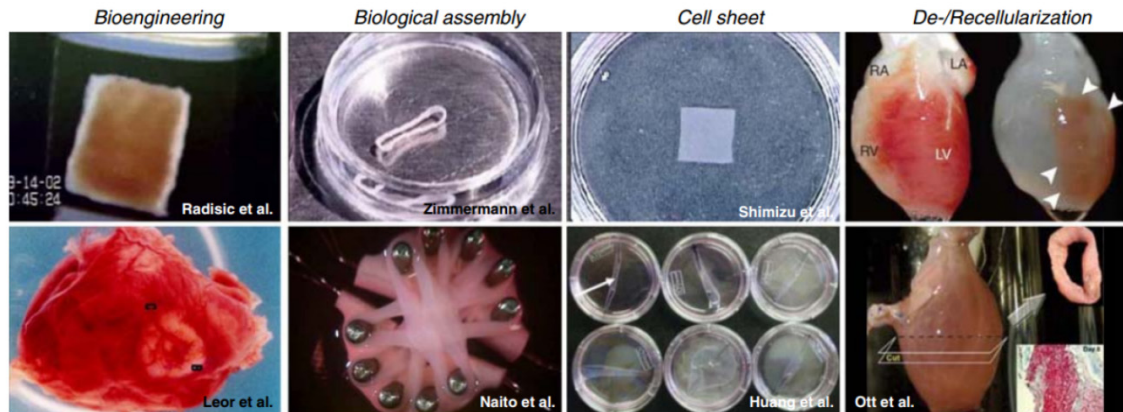 Bioengineering
Biological assembly
Cell sheet
De-/Recellularization
RA
LA
RV
LV
3-14-02
0:45:24
Radisic et al.
Zimmermann et al.
Shimizu et al.
Cut
Day 8
Leor et al.
Naito et al.
Huang et al.
Ott et al.